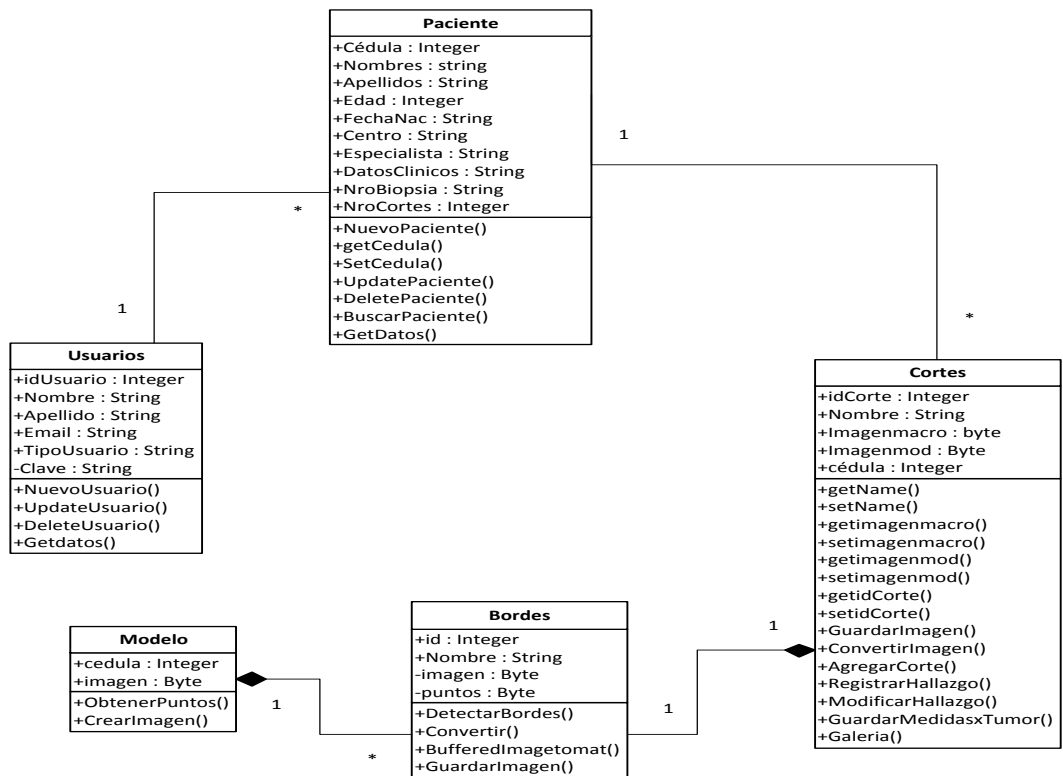 Paciente
+Cédula : Integer
+Nombres : string
+Apellidos : String
+Edad : Integer
+FechaNac : String
+Centro : String
+Especialista : String
+DatosClinicos : String
+NroBiopsia : String
+NroCortes : Integer
+NuevoPaciente()
+getCedula()
+SetCedula()
+UpdatePaciente()
+DeletePaciente()
+BuscarPaciente()
+GetDatos()
1
*
*
1
Usuarios
+idUsuario : Integer
+Nombre : String
+Apellido : String
+Email : String
+TipoUsuario : String
-Clave : String
+NuevoUsuario()
+UpdateUsuario()
+DeleteUsuario()
+Getdatos()
Cortes
+idCorte : Integer
+Nombre : String
+Imagenmacro : byte
+Imagenmod : Byte
+cédula : Integer
+getName()
+setName()
+getimagenmacro()
+setimagenmacro()
+getimagenmod()
+setimagenmod()
+getidCorte()
+setidCorte()
+GuardarImagen()
+ConvertirImagen()
+AgregarCorte()
+RegistrarHallazgo()
+ModificarHallazgo()
+GuardarMedidasxTumor()
+Galeria()
Modelo
+cedula : Integer
+imagen : Byte
+ObtenerPuntos()
+CrearImagen()
1
*
Bordes
+id : Integer
+Nombre : String
-imagen : Byte
-puntos : Byte
+DetectarBordes()
+Convertir()
+BufferedImagetomat()
+GuardarImagen()
1
1